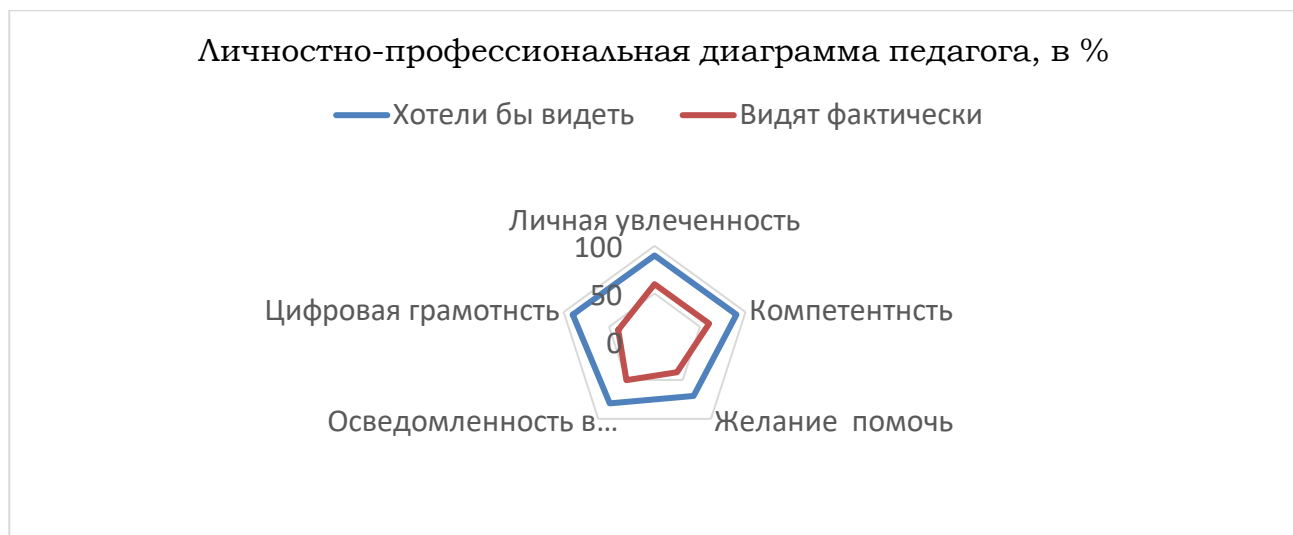 Личностно-профессиональная диаграмма педагога, в %
Хотели бы видеть Видят фактически
Личная увлеченность
100
50
0
Цифровая грамотнсть
Компетентнсть
Осведомленность в...
Желание помочь